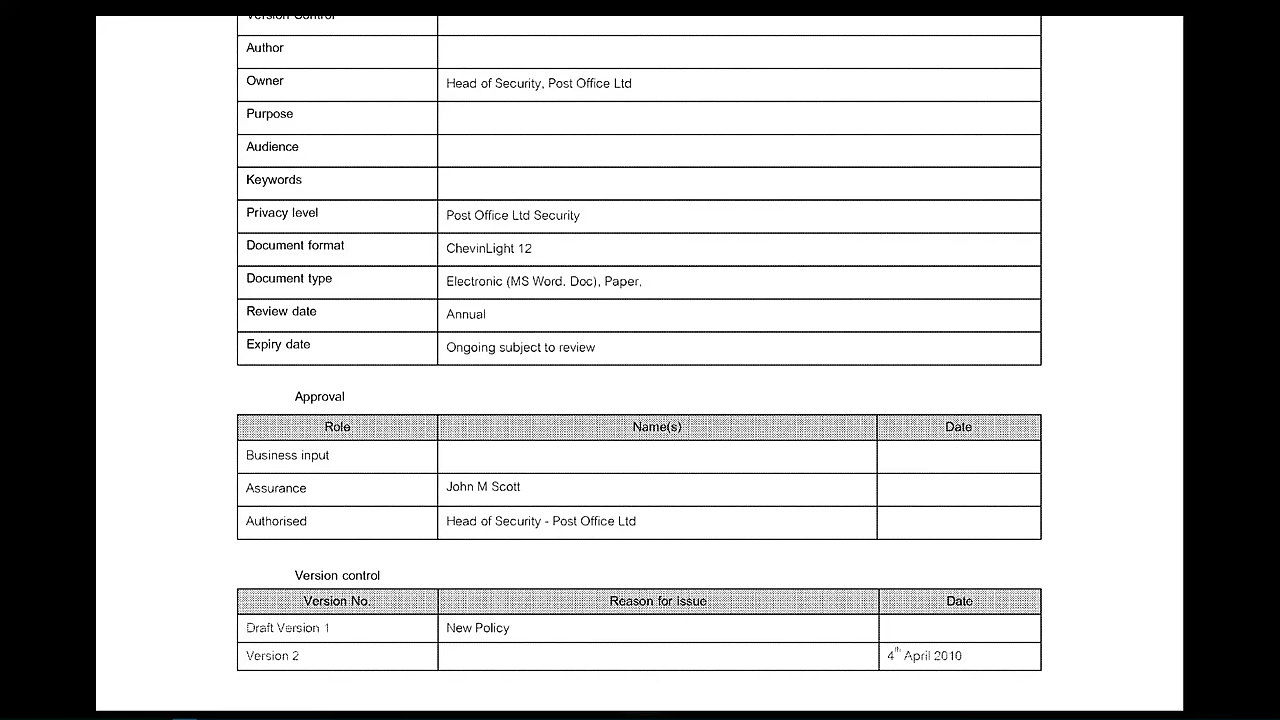 Version Control
Author
Owner Head of Security, Post Office Ltd
Purpose
Audience
Keywords
Privacy level Post Office Ltd Security
Document format ChevinLight 12
Document type Electronic (MS Word. Doc), Paper,
Review date Annual
Expiry date Ongoing subject to review
Approval
Role Name(s) Date
Business input
Assurance John M Scott
Authorised Head of Security - Post Office Ltd
Version control
Version No. Reason for Issue Date
Draft Version 1 New Policy
Version 2 4th April 2010